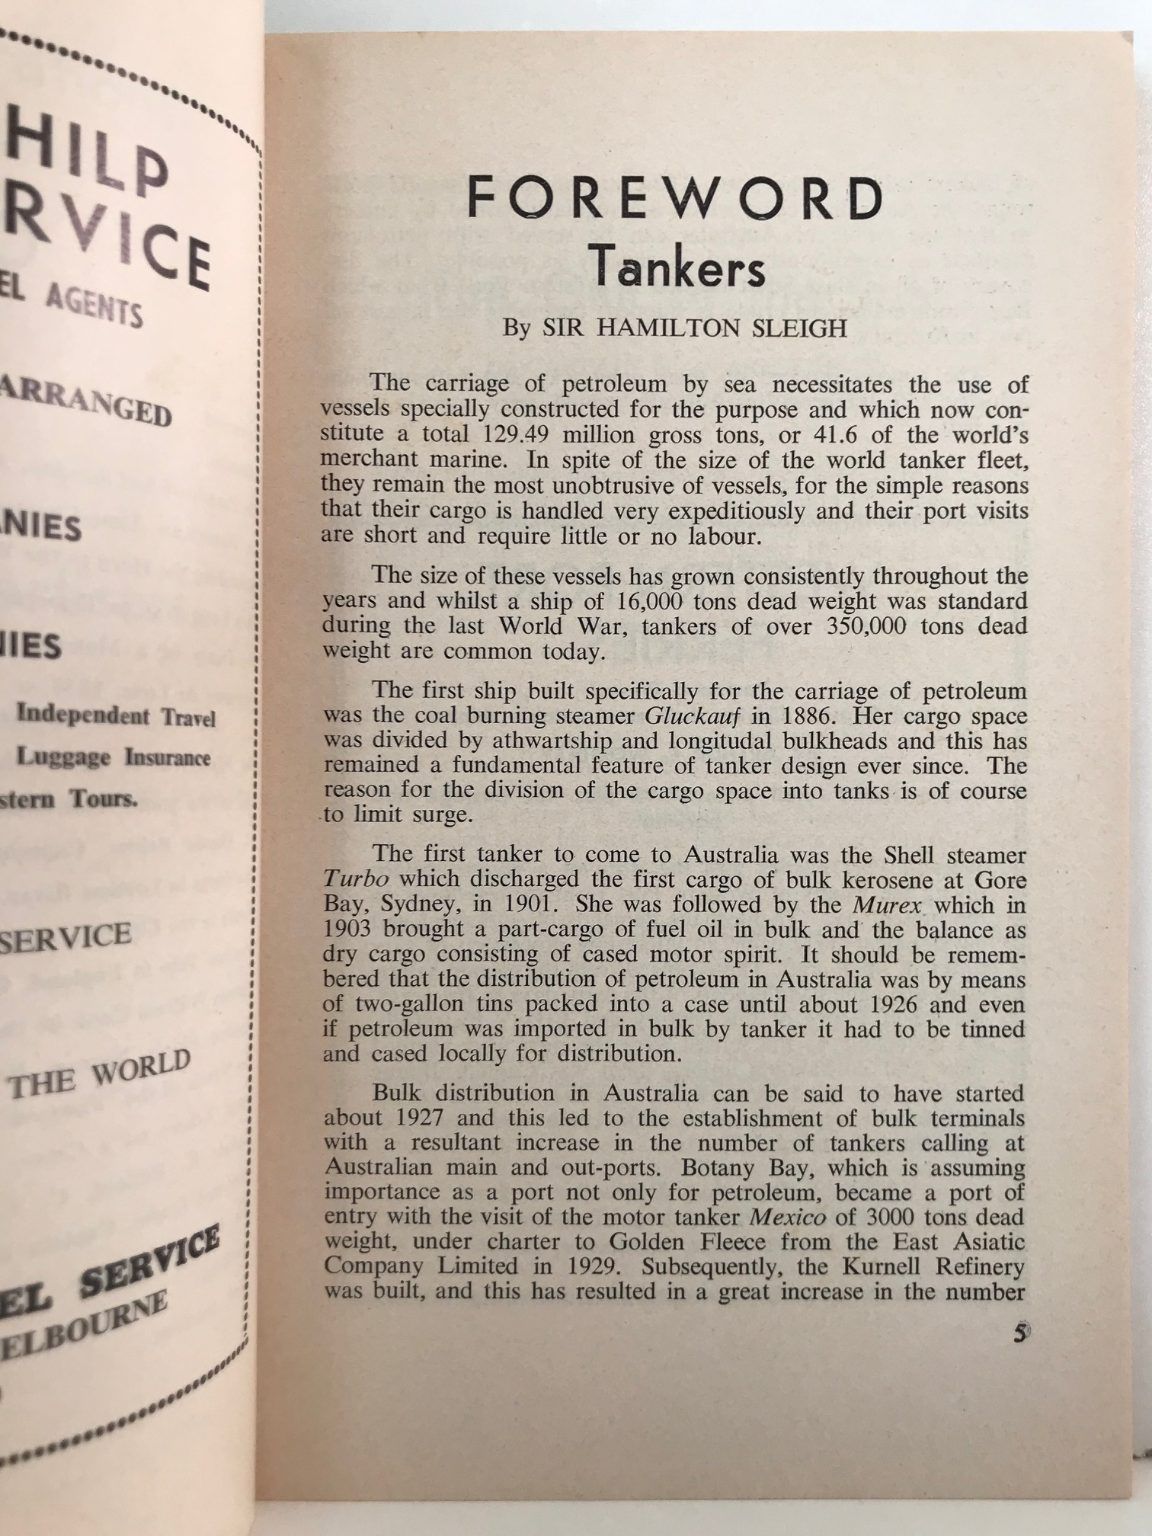 HILP
RVICE
EL AGENTS
ARRANGED
ANIES
NIES
Independent Travel
Luggage Insurance
stern Tours.
SERVICE
THE WORLD
EL SERVICE
ELBOURNE
FOREWORD
Tankers
By SIR HAMILTON SLEIGH
The carriage of petroleum by sea necessitates the use of
vessels specially constructed for the purpose and which now con-
stitute a total 129.49 million gross tons, or 41.6 of the world's
merchant marine. In spite of the size of the world tanker fleet,
they remain the most unobtrusive of vessels, for the simple reasons
that their cargo is handled very expeditiously and their port visits
are short and require little or no labour.
The size of these vessels has grown consistently throughout the
years and whilst a ship of 16,000 tons dead weight was standard
during the last World War, tankers of over 350,000 tons dead
weight are common today.
The first ship built specifically for the carriage of petroleum
was the coal burning steamer Gluckauf in 1886. Her cargo space
was divided by athwartship and longitudal bulkheads and this has
remained a fundamental feature of tanker design ever since. The
reason for the division of the cargo space into tanks is of course
to limit surge.
The first tanker to come to Australia was the Shell steamer
Turbo which discharged the first cargo of bulk kerosene at Gore
Bay, Sydney, in 1901. She was followed by the Murex which in
1903 brought a part-cargo of fuel oil in bulk and the balance as
dry cargo consisting of cased motor spirit. It should be remem-
bered that the distribution of petroleum in Australia was by means
of two-gallon tins packed into a case until about 1926 and even
if petroleum was imported in bulk by tanker it had to be tinned
and cased locally for distribution.
Bulk distribution in Australia can be said to have started
about 1927 and this led to the establishment of bulk terminals
with a resultant increase in the number of tankers calling at
Australian main and out-ports. Botany Bay, which is assuming
importance as a port not only for petroleum, became a port of
entry with the visit of the motor tanker Mexico of 3000 tons dead
weight, under charter to Golden Fleece from the East Asiatic
Company Limited in 1929. Subsequently, the Kurnell Refinery
was built, and this has resulted in a great increase in the number
5